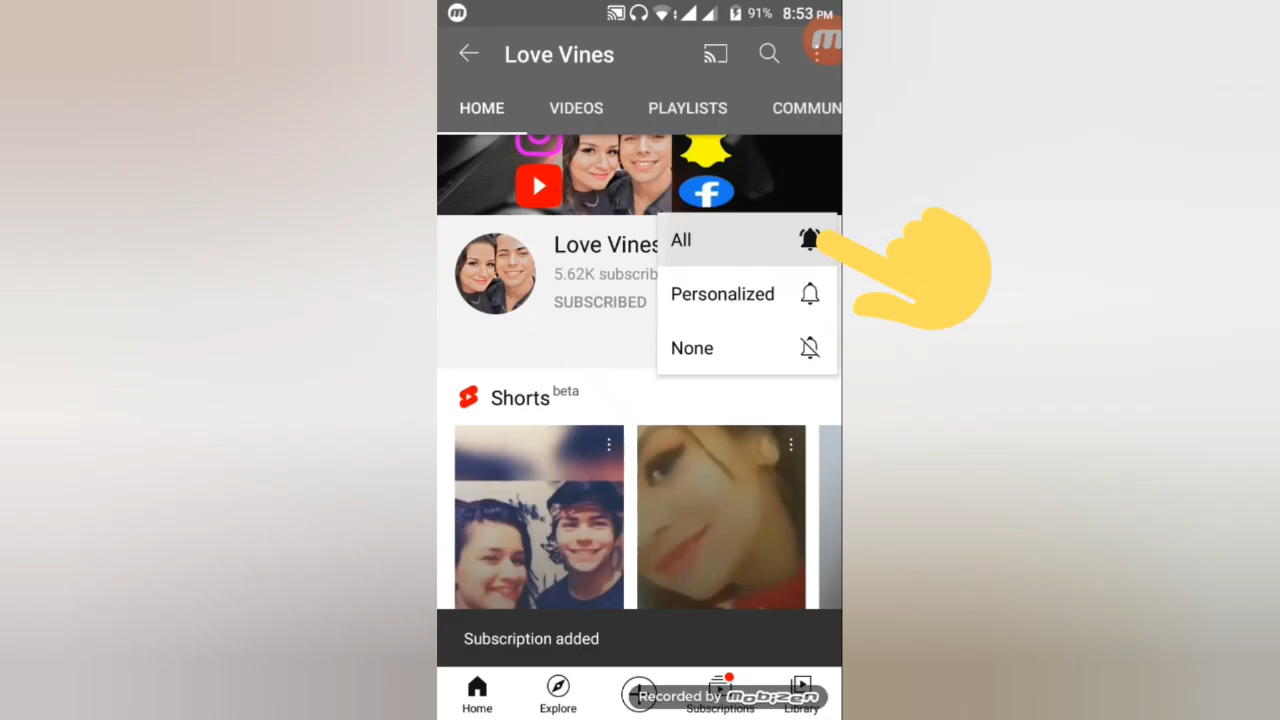 91% 8:53 PM
Love Vines
HOME VIDEOS PLAYLISTS COMMUN
Love Vines
5.62K subscrib
SUBSCRIBED
All
Personalized
None
Shorts beta
Subscription added
Recorded by mobizen
Home Explore Subscriptions Library